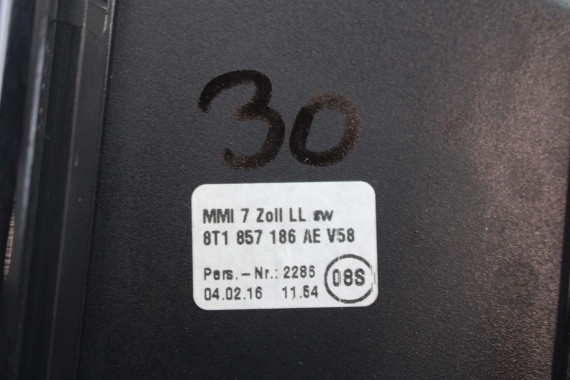 30
MMI 7 Zoll LL sw
8T1 857 186 AE V58
Pers.-Nr.: 2286
08S
04.02.16 11.54